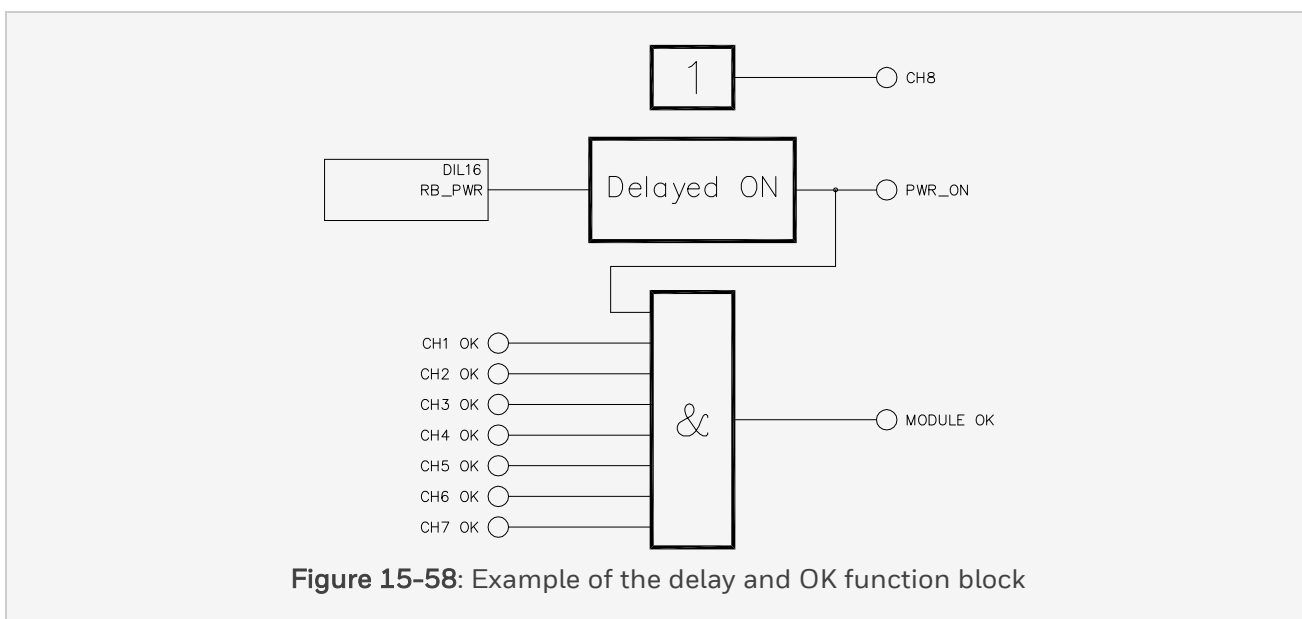 1
CH8
DIL16
RB_PWR
Delayed ON
PWR_ON
CH1 OK
CH2 OK
CH3 OK
CH4 OK
&
MODULE OK
CH5 OK
CH6 OK
CH7 OK
Figure 15-58: Example of the delay and OK function block